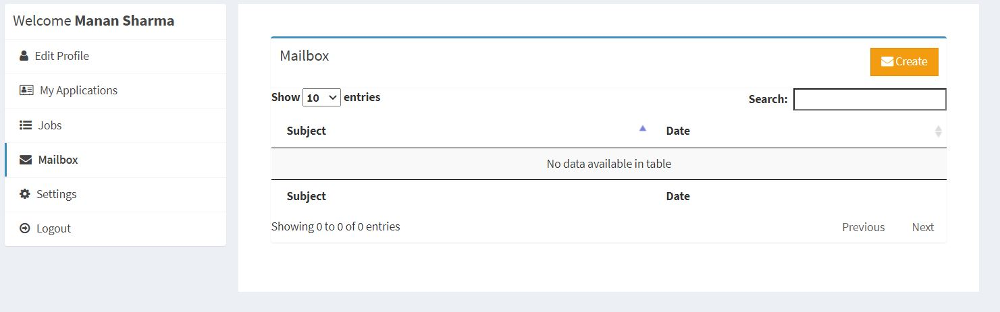 Welcome Manan Sharma
Edit Profile
My Applications
Jobs
Mailbox
Settings
Logout
Mailbox
Create
Show 10 entries
Search:
Subject Date
No data available in table
Subject Date
Showing 0 to 0 of 0 entries
Previous Next